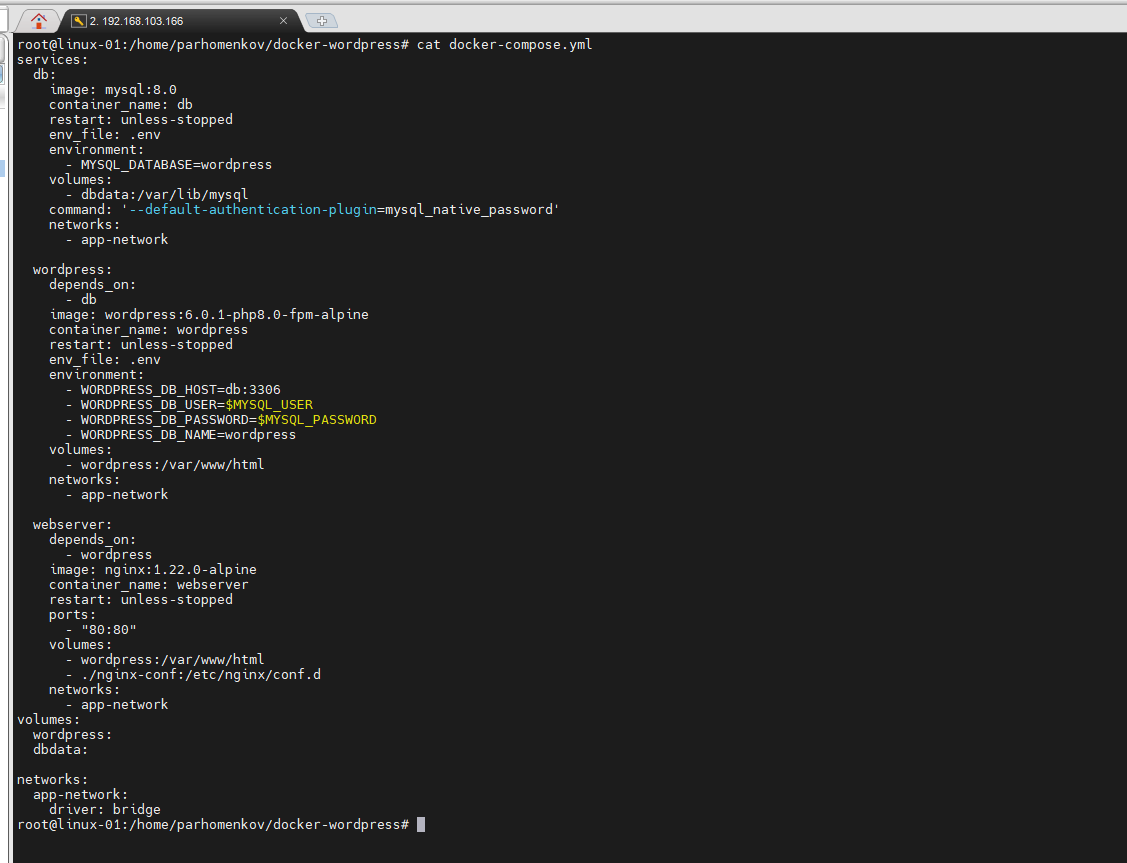 2. 192.168.103.166
root@linux-01:/home/parhomenkov/docker-wordpress# cat docker-compose.yml
services:
  db:
    image: mysql:8.0
    container_name: db
    restart: unless-stopped
    env_file: .env
    environment:
      - MYSQL_DATABASE=wordpress
    volumes:
      - dbdata:/var/lib/mysql
    command: '--default-authentication-plugin=mysql_native_password'
    networks:
      - app-network

  wordpress:
    depends_on:
      - db
    image: wordpress:6.0.1-php8.0-fpm-alpine
    container_name: wordpress
    restart: unless-stopped
    env_file: .env
    environment:
      - WORDPRESS_DB_HOST=db:3306
      - WORDPRESS_DB_USER=$MYSQL_USER
      - WORDPRESS_DB_PASSWORD=$MYSQL_PASSWORD
      - WORDPRESS_DB_NAME=wordpress
    volumes:
      - wordpress:/var/www/html
    networks:
      - app-network

  webserver:
    depends_on:
      - wordpress
    image: nginx:1.22.0-alpine
    container_name: webserver
    restart: unless-stopped
    ports:
      - "80:80"
    volumes:
      - wordpress:/var/www/html
      - ./nginx-conf:/etc/nginx/conf.d
    networks:
      - app-network
volumes:
  wordpress:
  dbdata:

networks:
  app-network:
    driver: bridge
root@linux-01:/home/parhomenkov/docker-wordpress#